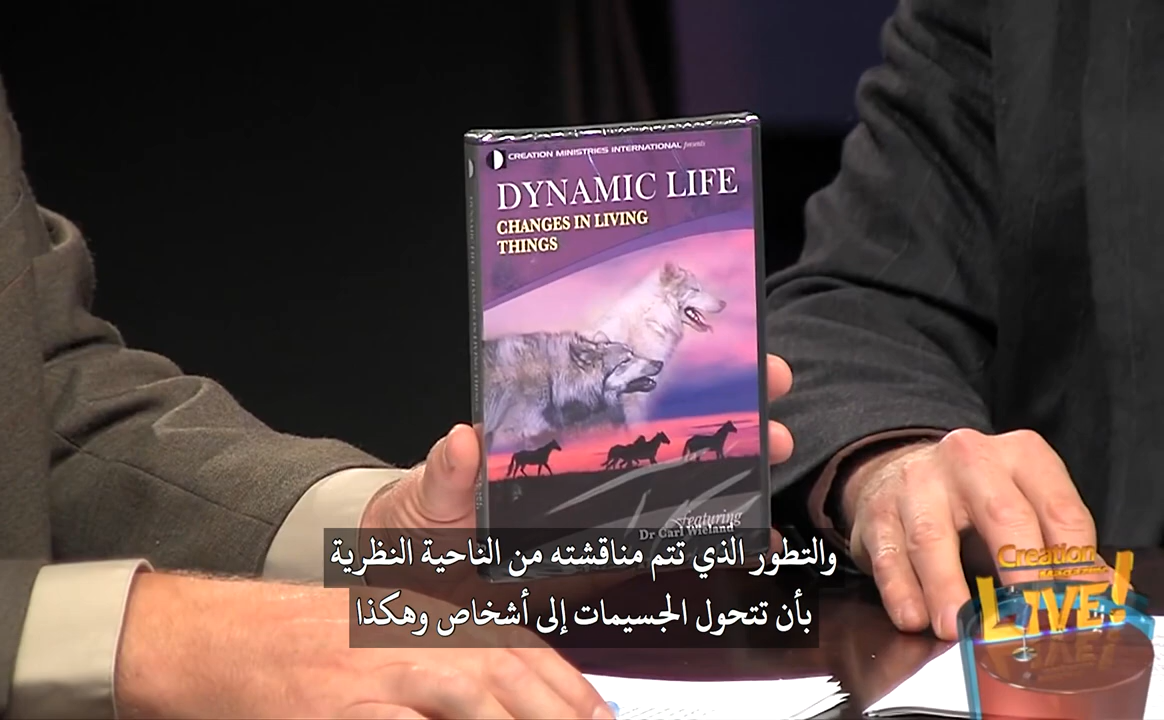 CREATION MINISTRIES INTERNATIONAL presents
DYNAMIC LIFE
CHANGES IN LIVING
THINGS
featuring
Dr Carl Wieland
والتطور الذي تتم مناقشته من الناحية النظرية
بأن تتحول الجسيمات إلى أشخاص وهكذا
Creation
Magazine
LIVE!